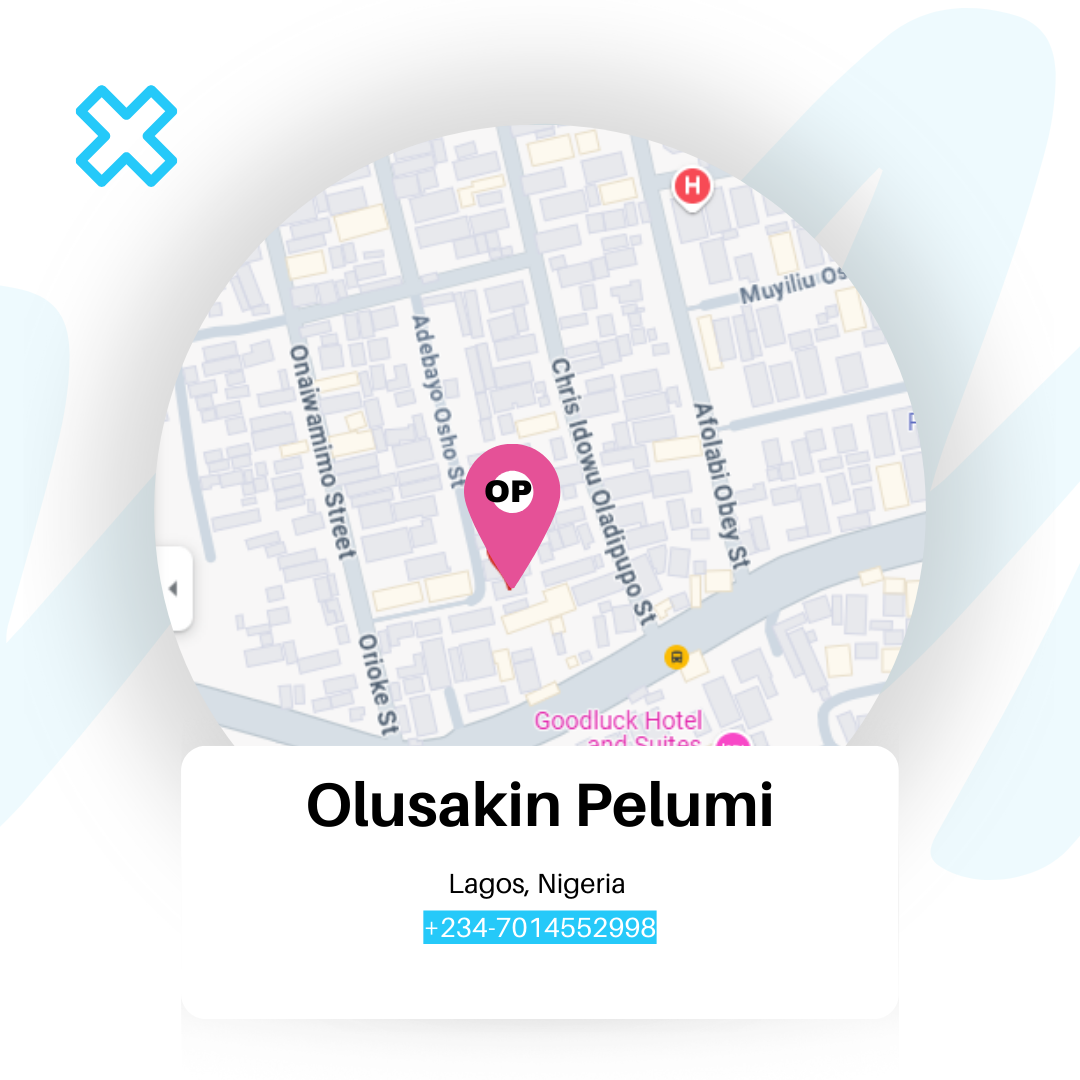 H
Muyiliu Os
Onaiwamimo Street
Adebayo Osho St
Chris Idowu Oladipupo St
Afolabi Obey St
OP
Orioke St
Goodluck Hotel
and Suites
Olusakin Pelumi
Lagos, Nigeria
+234-7014552998